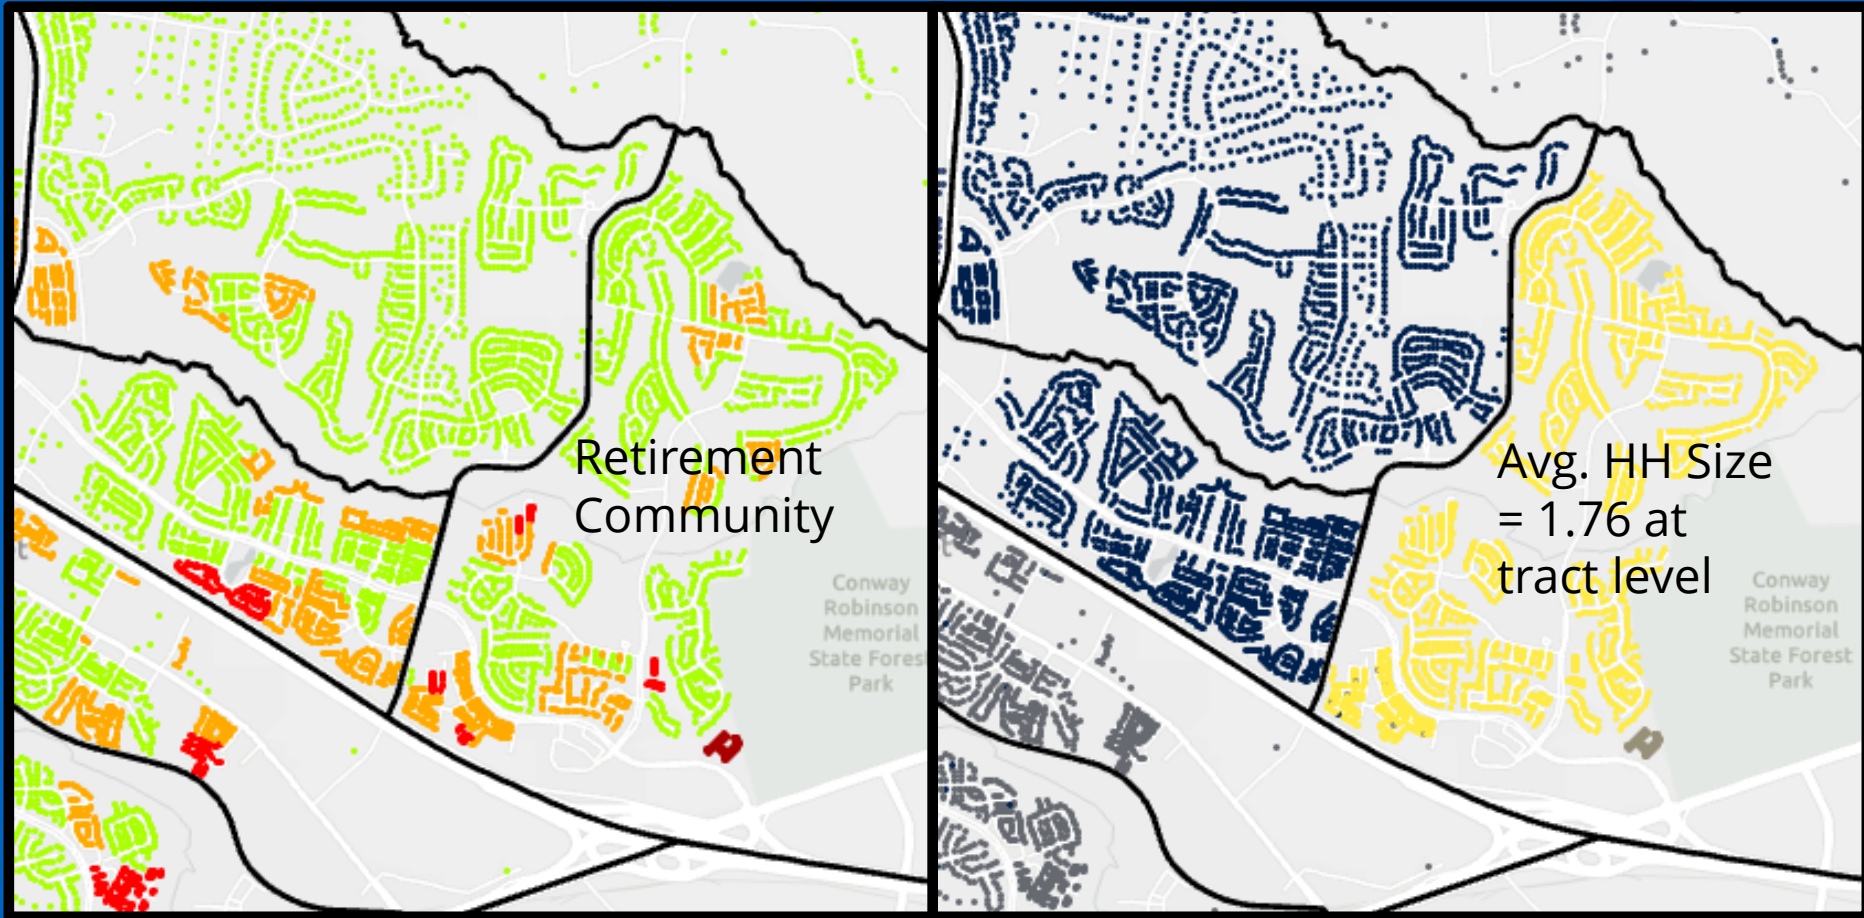 Retirement
Community
Conway
Robinson
Memorial
State Forest
Park
Avg. HH Size
= 1.76 at
tract level
Conway
Robinson
Memorial
State Forest
Park